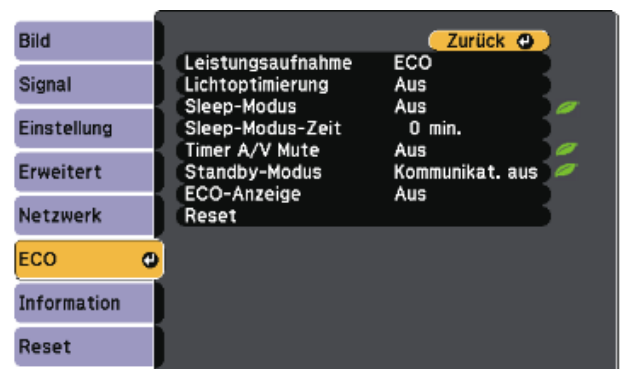 Bild
Signal
Einstellung
Erweitert
Netzwerk
ECO
Information
Reset
Zurück
Leistungsaufnahme ECO
Lichtoptimierung Aus
Sleep-Modus Aus
Sleep-Modus-Zeit 0 min.
Timer A/V Mute Aus
Standby-Modus Kommunikat. aus
ECO-Anzeige Aus
Reset